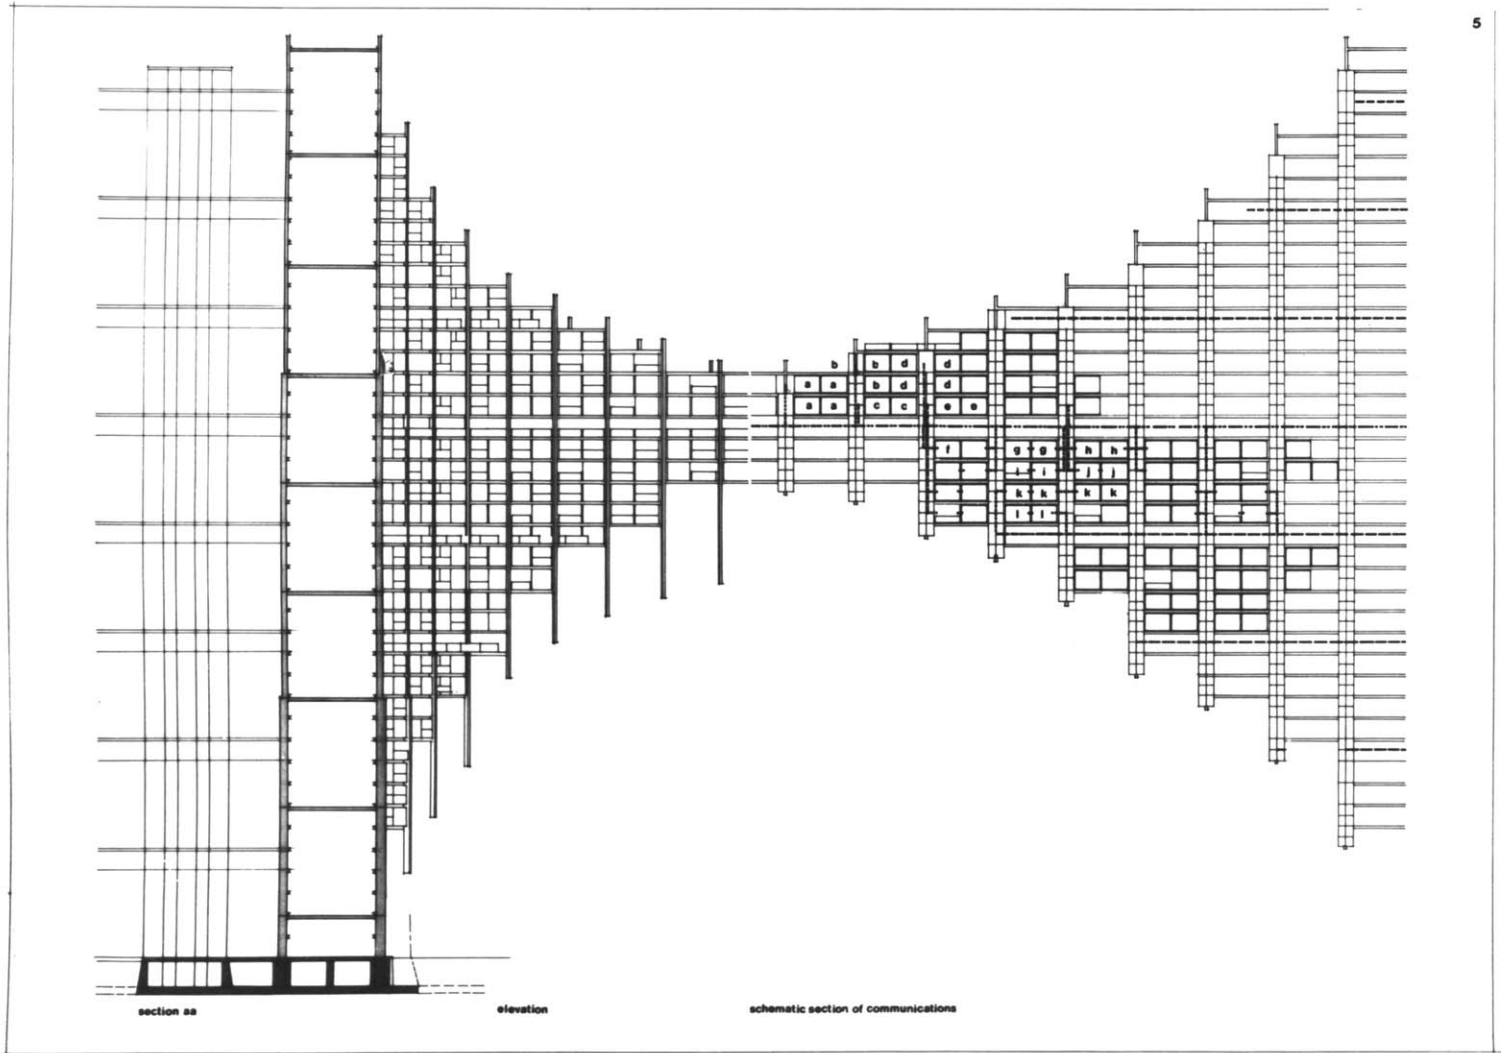 5
b b d d
a a b d d
a a c c e e
f g g h h
i i j j
k k k k
l l
section aa
elevation
schematic section of communications